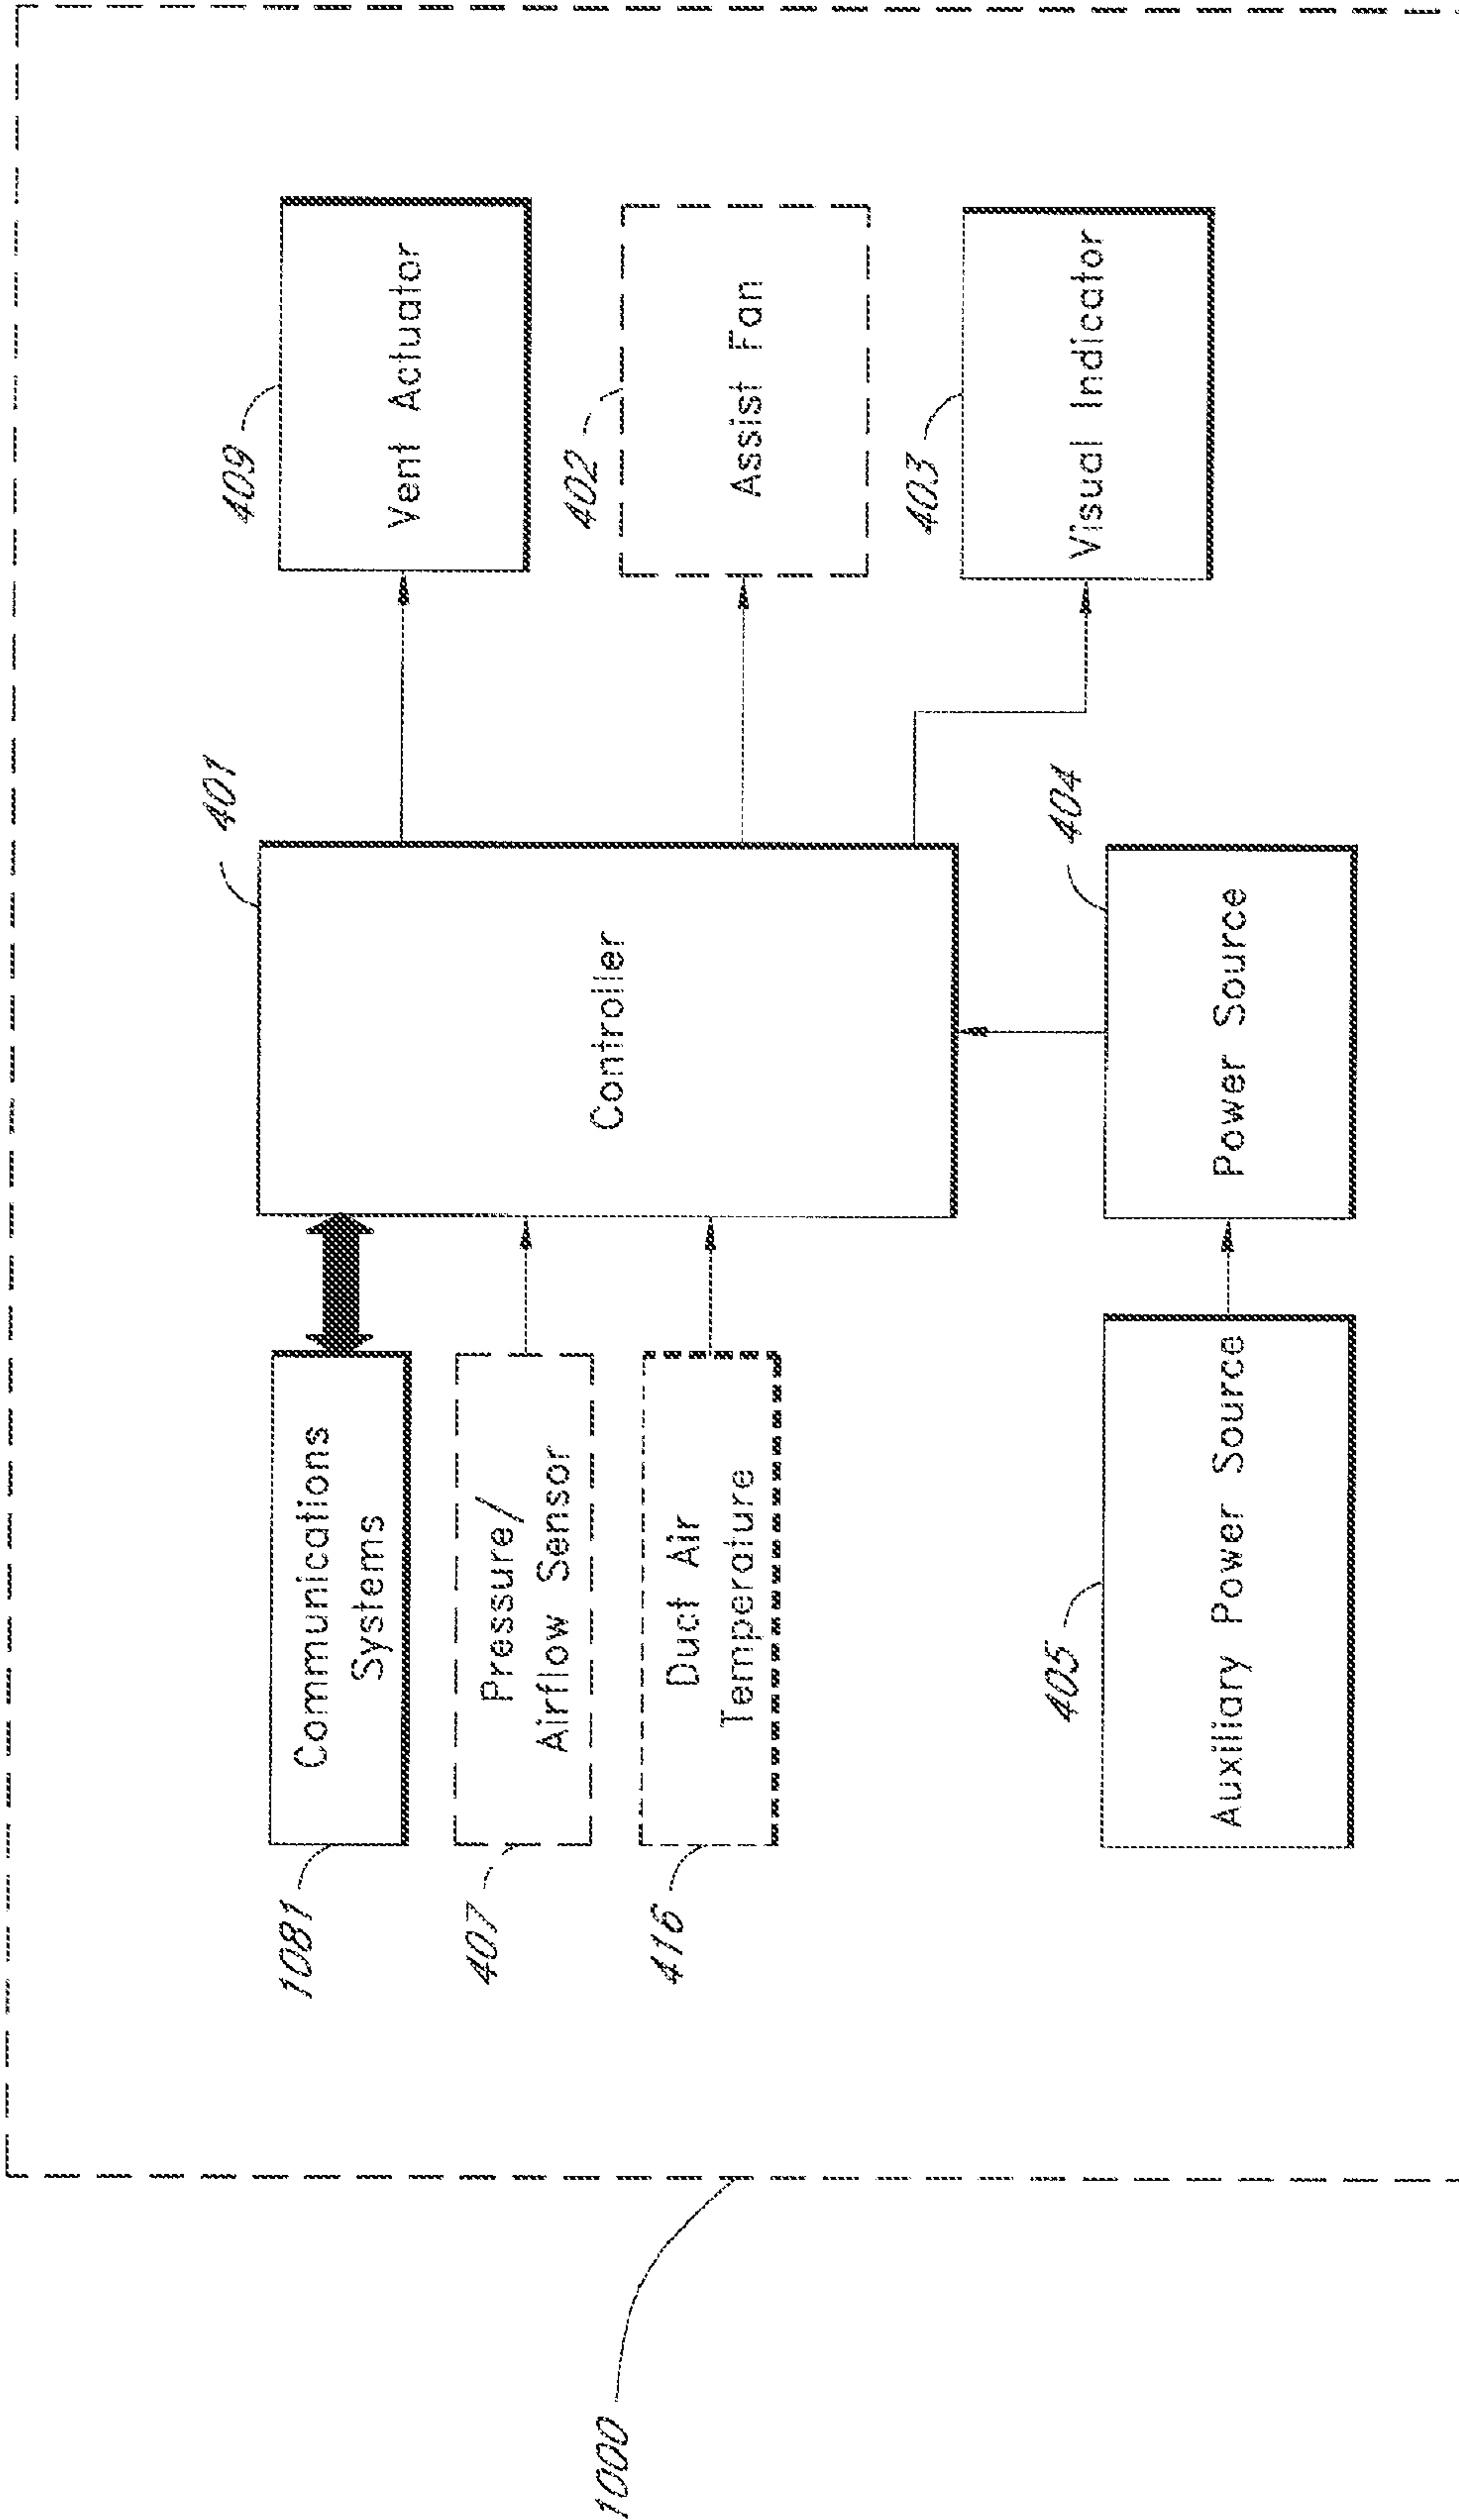 1000
1081
Communications
Systems
407
Pressure/
Airflow Sensor
416
Duct Air
Temperature
401
Controller
409
Vent Actuator
402
Assist Fan
403
Visual Indicator
405
Auxiliary Power Source
404
Power Source